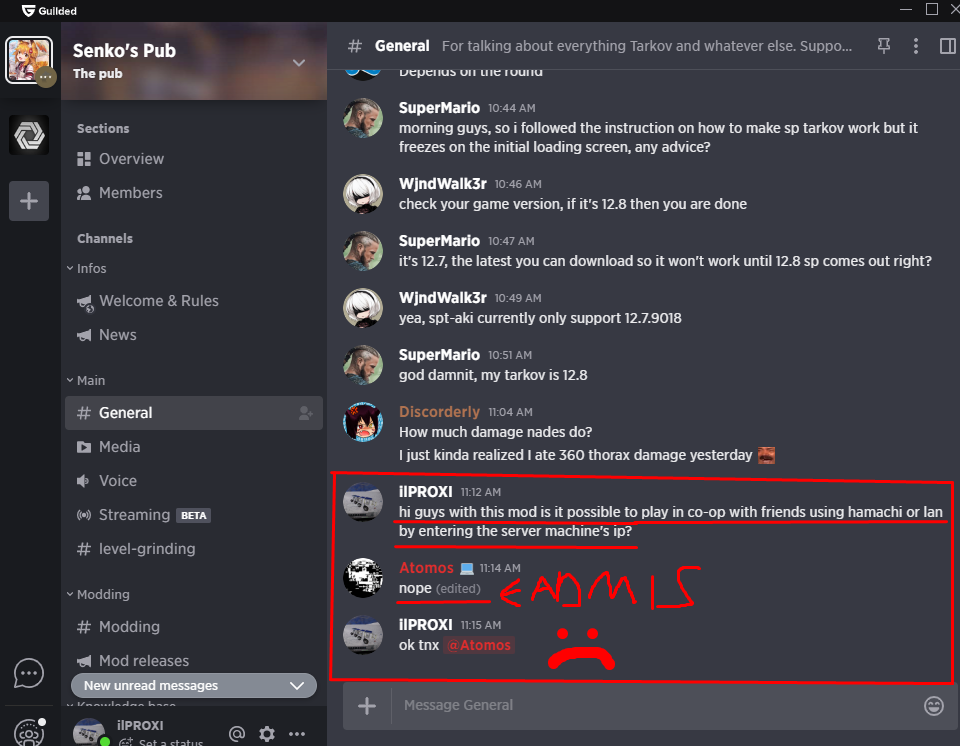 Guilded
Senko's Pub
The pub
Sections
Overview
Members
Channels
Infos
Welcome & Rules
News
Main
# General
Media
Voice
Streaming BETA
# level-grinding
Modding
# Modding
Mod releases
New unread messages
Knowledge base
ilPROXI
Set a status
# General For talking about everything Tarkov and whatever else. Suppo...
Depends on the round
SuperMario 10:44 AM
morning guys, so i followed the instruction on how to make sp tarkov work but it
freezes on the initial loading screen, any advice?
WjndWalk3r 10:46 AM
check your game version, if it's 12.8 then you are done
SuperMario 10:47 AM
it's 12.7, the latest you can download so it won't work until 12.8 sp comes out right?
WjndWalk3r 10:49 AM
yea, spt-aki currently only support 12.7.9018
SuperMario 10:51 AM
god damnit, my tarkov is 12.8
Discorderly 11:04 AM
How much damage nades do?
I just kinda realized I ate 360 thorax damage yesterday
ilPROXI 11:12 AM
hi guys with this mod is it possible to play in co-op with friends using hamachi or lan
by entering the server machine's ip?
Atomos 11:14 AM
nope (edited)
ADMIS
ilPROXI 11:15 AM
ok tnx @Atomos
Message General